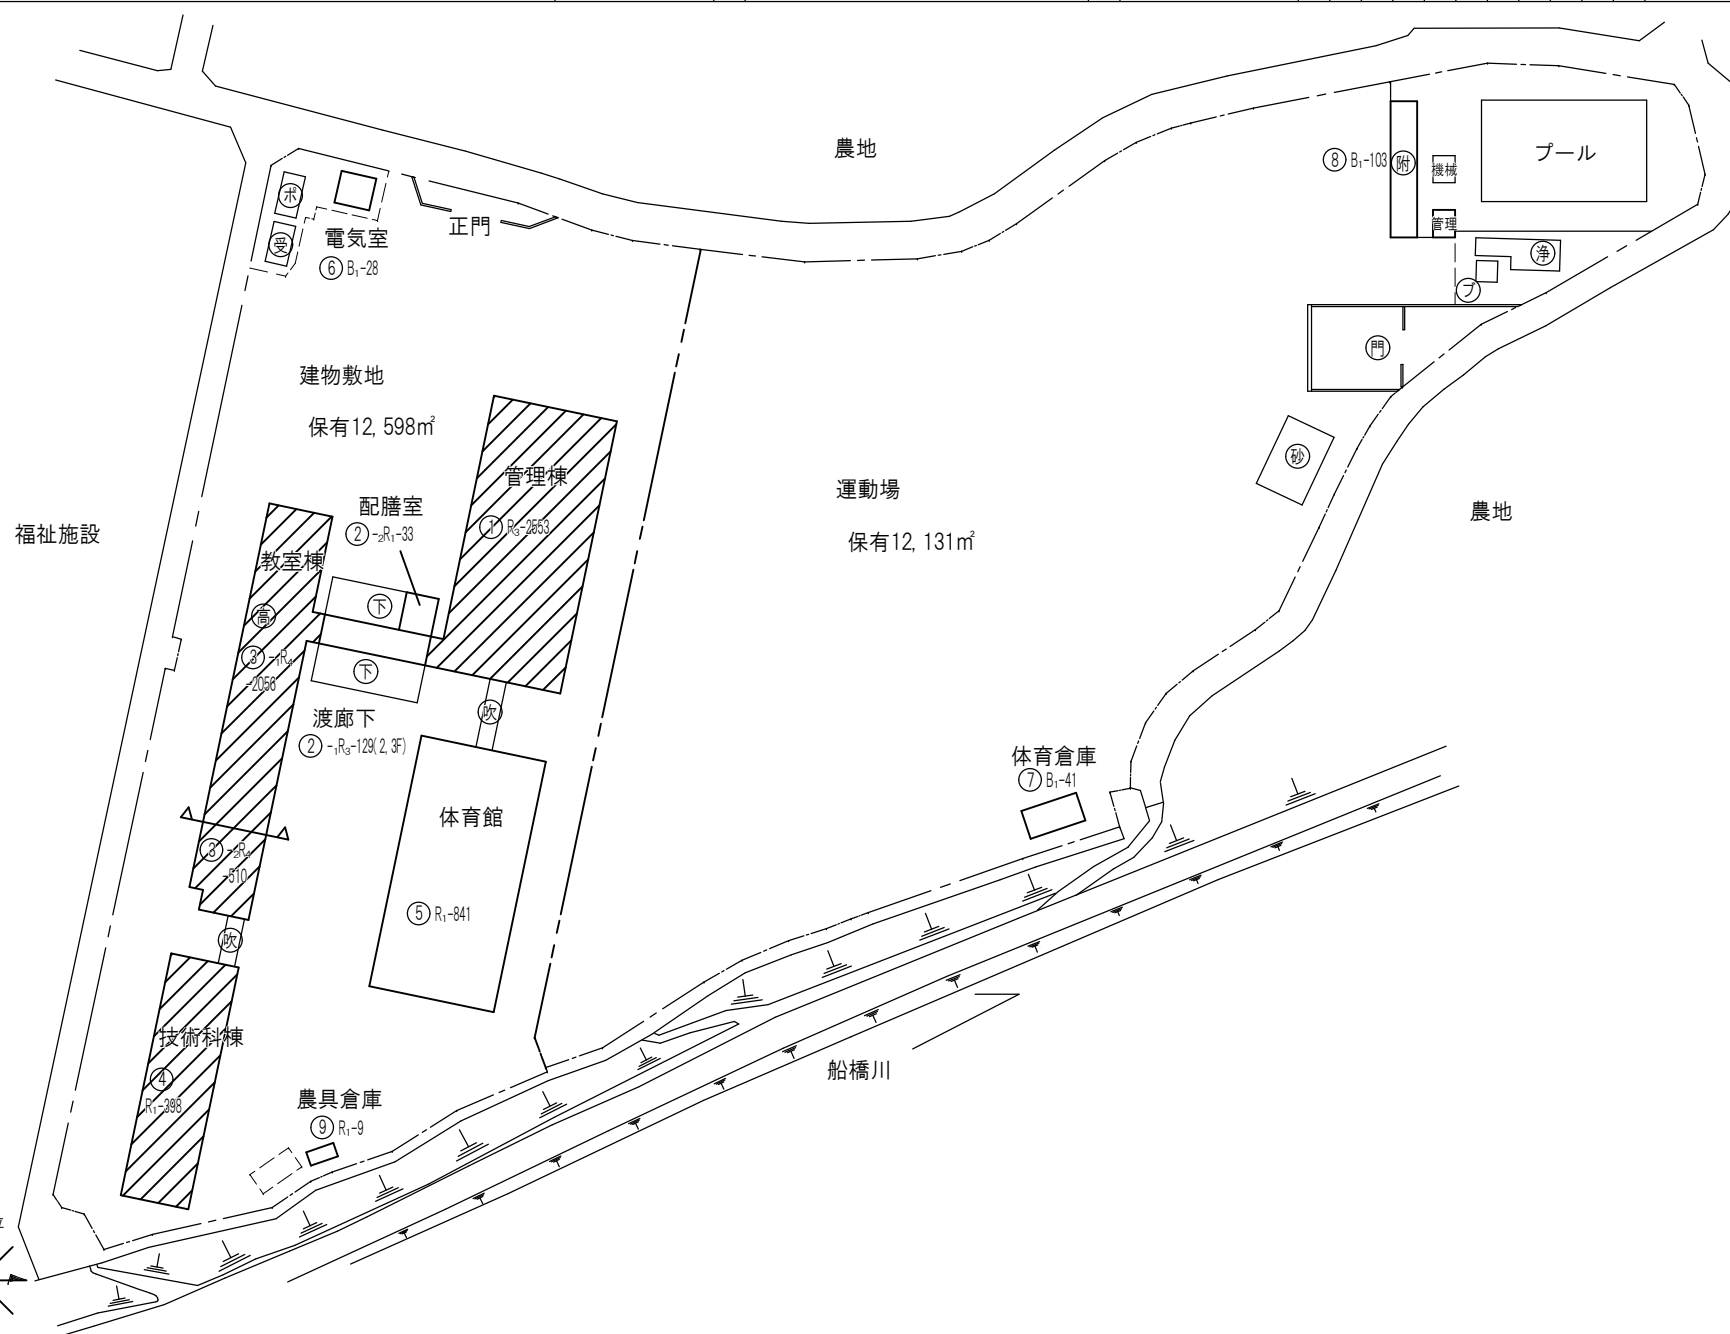 農地
⑧ B₁-103
附
機械
プール
管理
浄
プ
門
ポ
受
電気室
⑥ B₁-28
正門
建物敷地
保有12,598㎡
管理棟
① R₃-2553
配膳室
②-₂R₁-33
運動場
保有12,131㎡
砂
農地
福祉施設
教室棟
高
③-₁R₄
-2056
下
下
渡廊下
②-₁R₃-129(2,3F)
吹
体育館
⑤ R₁-841
体育倉庫
⑦ B₁-41
③-₂R₄
-510
吹
技術科棟
④
R₁-398
農具倉庫
⑨ R₁-9
船橋川